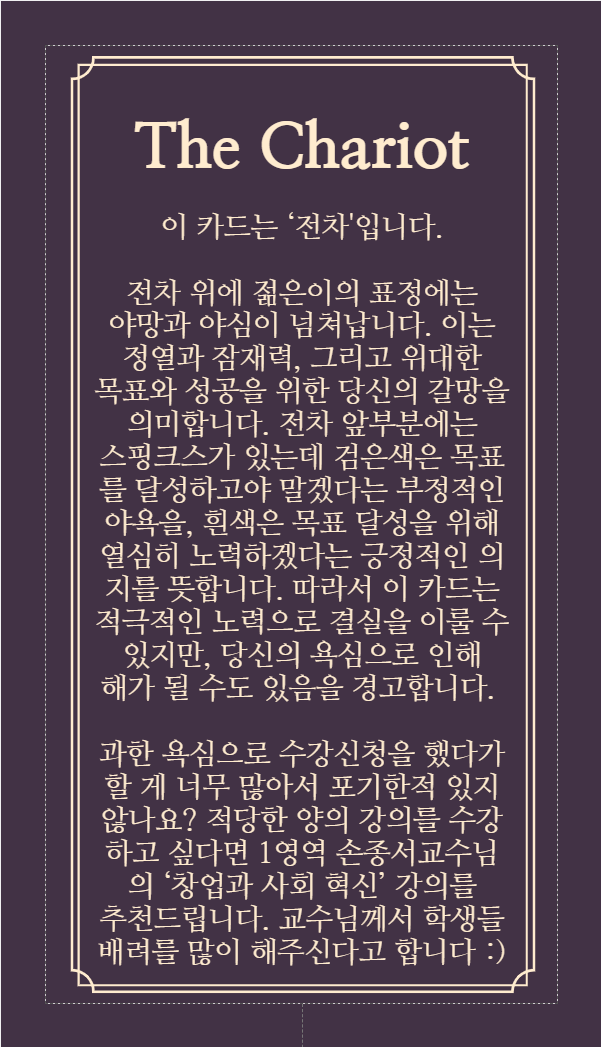 The Chariot
이 카드는 ‘전차'입니다.
전차 위에 젊은이의 표정에는
야망과 야심이 넘쳐납니다. 이는
정열과 잠재력, 그리고 위대한
목표와 성공을 위한 당신의 갈망을
의미합니다. 전차 앞부분에는
스핑크스가 있는데 검은색은 목표
를 달성하고야 말겠다는 부정적인
야욕을, 흰색은 목표 달성을 위해
열심히 노력하겠다는 긍정적인 의
지를 뜻합니다. 따라서 이 카드는
적극적인 노력으로 결실을 이룰 수
있지만, 당신의 욕심으로 인해
해가 될 수도 있음을 경고합니다.
과한 욕심으로 수강신청을 했다가
할 게 너무 많아서 포기한적 있지
않나요? 적당한 양의 강의를 수강
하고 싶다면 1영역 손종서교수님
의 ‘창업과 사회 혁신’ 강의를
추천드립니다. 교수님께서 학생들
배려를 많이 해주신다고 합니다 :)